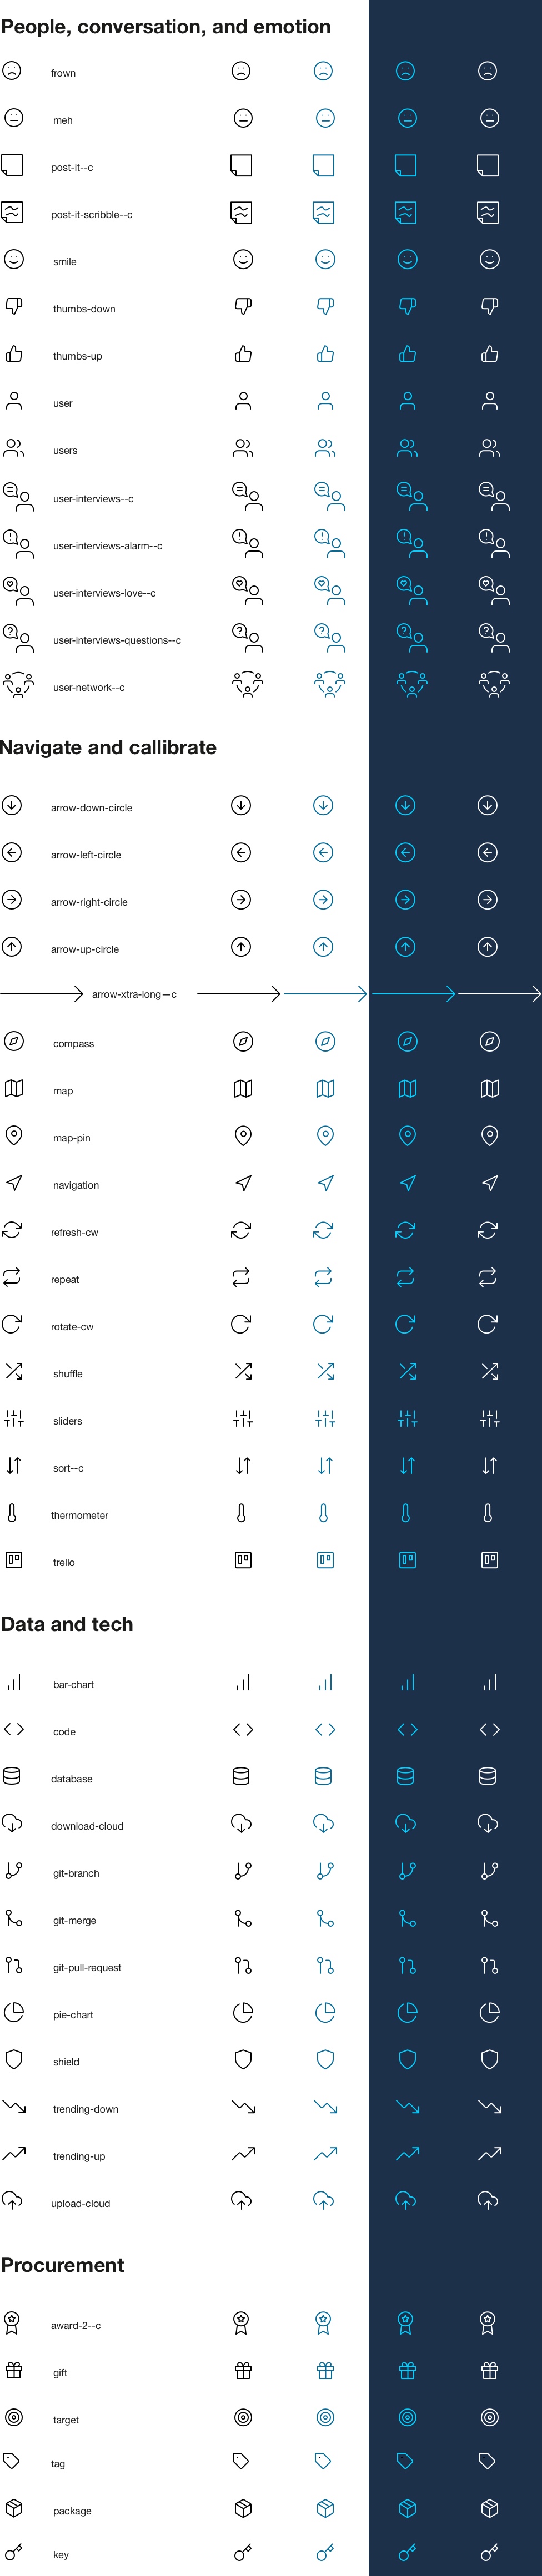 People, conversation, and emotion
frown
meh
post-it--c
post-it-scribble--c
smile
thumbs-down
thumbs-up
user
users
user-interviews--c
user-interviews-alarm--c
user-interviews-love--c
user-interviews-questions--c
user-network--c
Navigate and callibrate
arrow-down-circle
arrow-left-circle
arrow-right-circle
arrow-up-circle
arrow-xtra-long—c
compass
map
map-pin
navigation
refresh-cw
repeat
rotate-cw
shuffle
sliders
sort--c
thermometer
trello
Data and tech
bar-chart
code
database
download-cloud
git-branch
git-merge
git-pull-request
pie-chart
shield
trending-down
trending-up
upload-cloud
Procurement
award-2--c
gift
target
tag
package
key